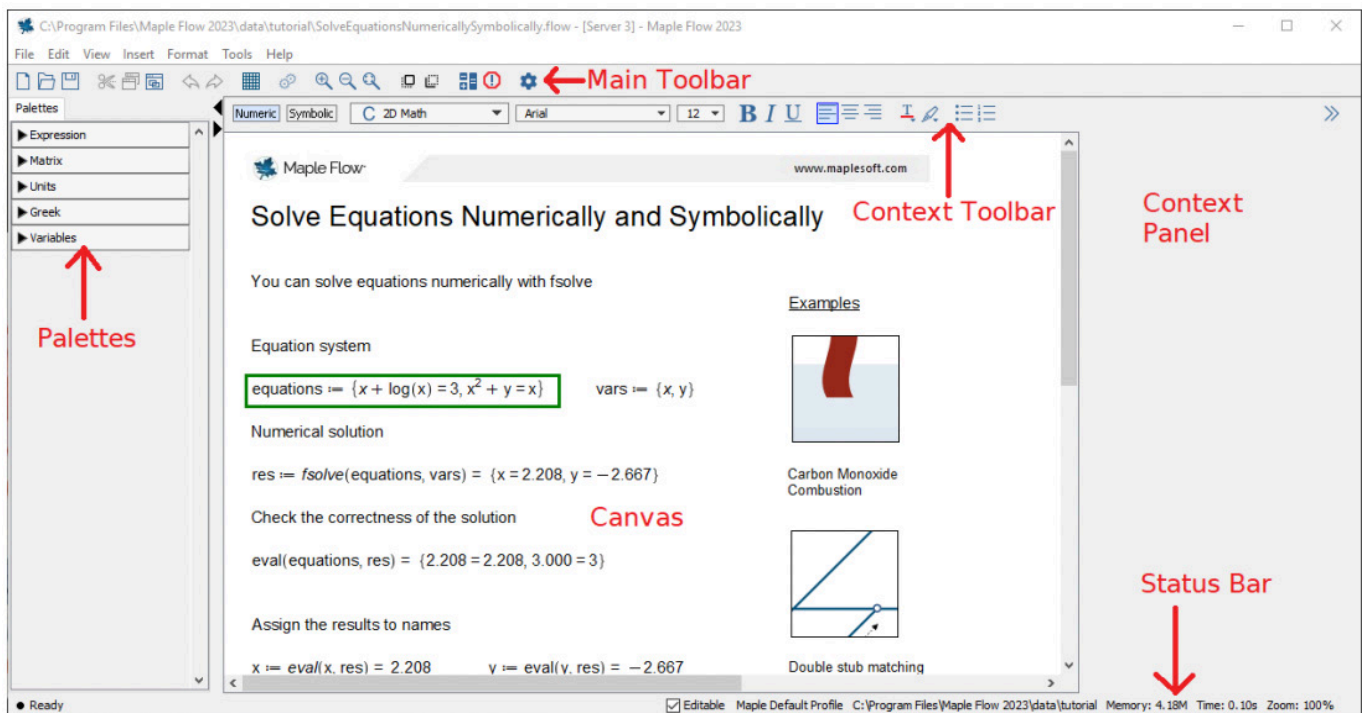 C:\Program Files\Maple Flow 2023\data\tutorial\SolveEquationsNumericallySymbolically.flow - [Server 3] - Maple Flow 2023
File Edit View Insert Format Tools Help
Main Toolbar
Palettes
Numeric Symbolic C 2D Math Arial 12 B I U
Expression
Matrix
Units
Greek
Variables
Palettes
Maple Flow
www.maplesoft.com
Context Toolbar
Context
Panel
Solve Equations Numerically and Symbolically
You can solve equations numerically with fsolve
Examples
Equation system
equations := {x + log(x) = 3, x² + y = x} vars := {x, y}
Numerical solution
res := fsolve(equations, vars) = {x = 2.208, y = −2.667}
Carbon Monoxide
Combustion
Check the correctness of the solution
Canvas
eval(equations, res) = {2.208 = 2.208, 3.000 = 3}
Status Bar
Assign the results to names
x := eval(x, res) = 2.208 y := eval(y, res) = −2.667
Double stub matching
Ready Editable Maple Default Profile C:\Program Files\Maple Flow 2023\data\tutorial Memory: 4.18M Time: 0.10s Zoom: 100%